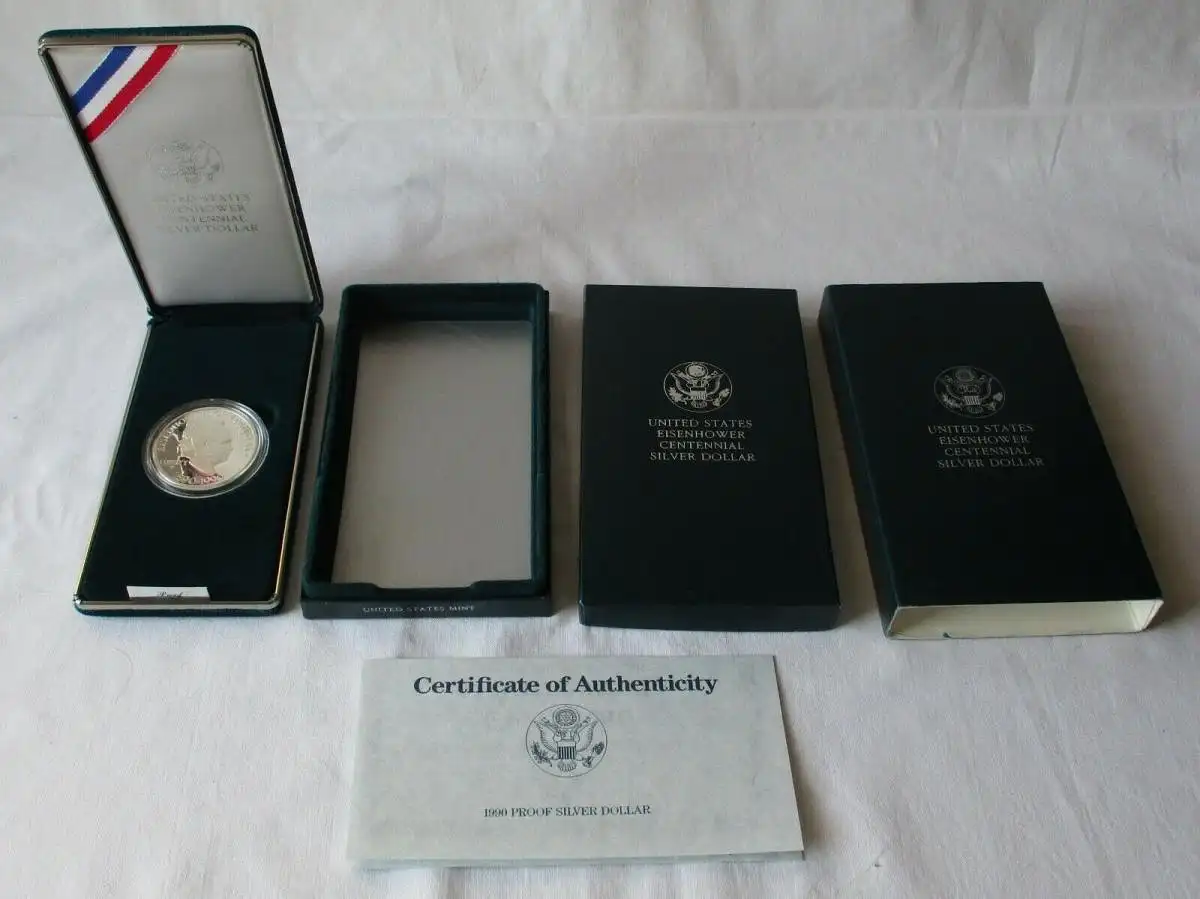 UNITED STATES
EISENHOWER
CENTENNIAL
SILVER DOLLAR
UNITED STATES MINT
UNITED STATES
EISENHOWER
CENTENNIAL
SILVER DOLLAR
UNITED STATES
EISENHOWER
CENTENNIAL
SILVER DOLLAR
Certificate of Authenticity
1990 PROOF SILVER DOLLAR